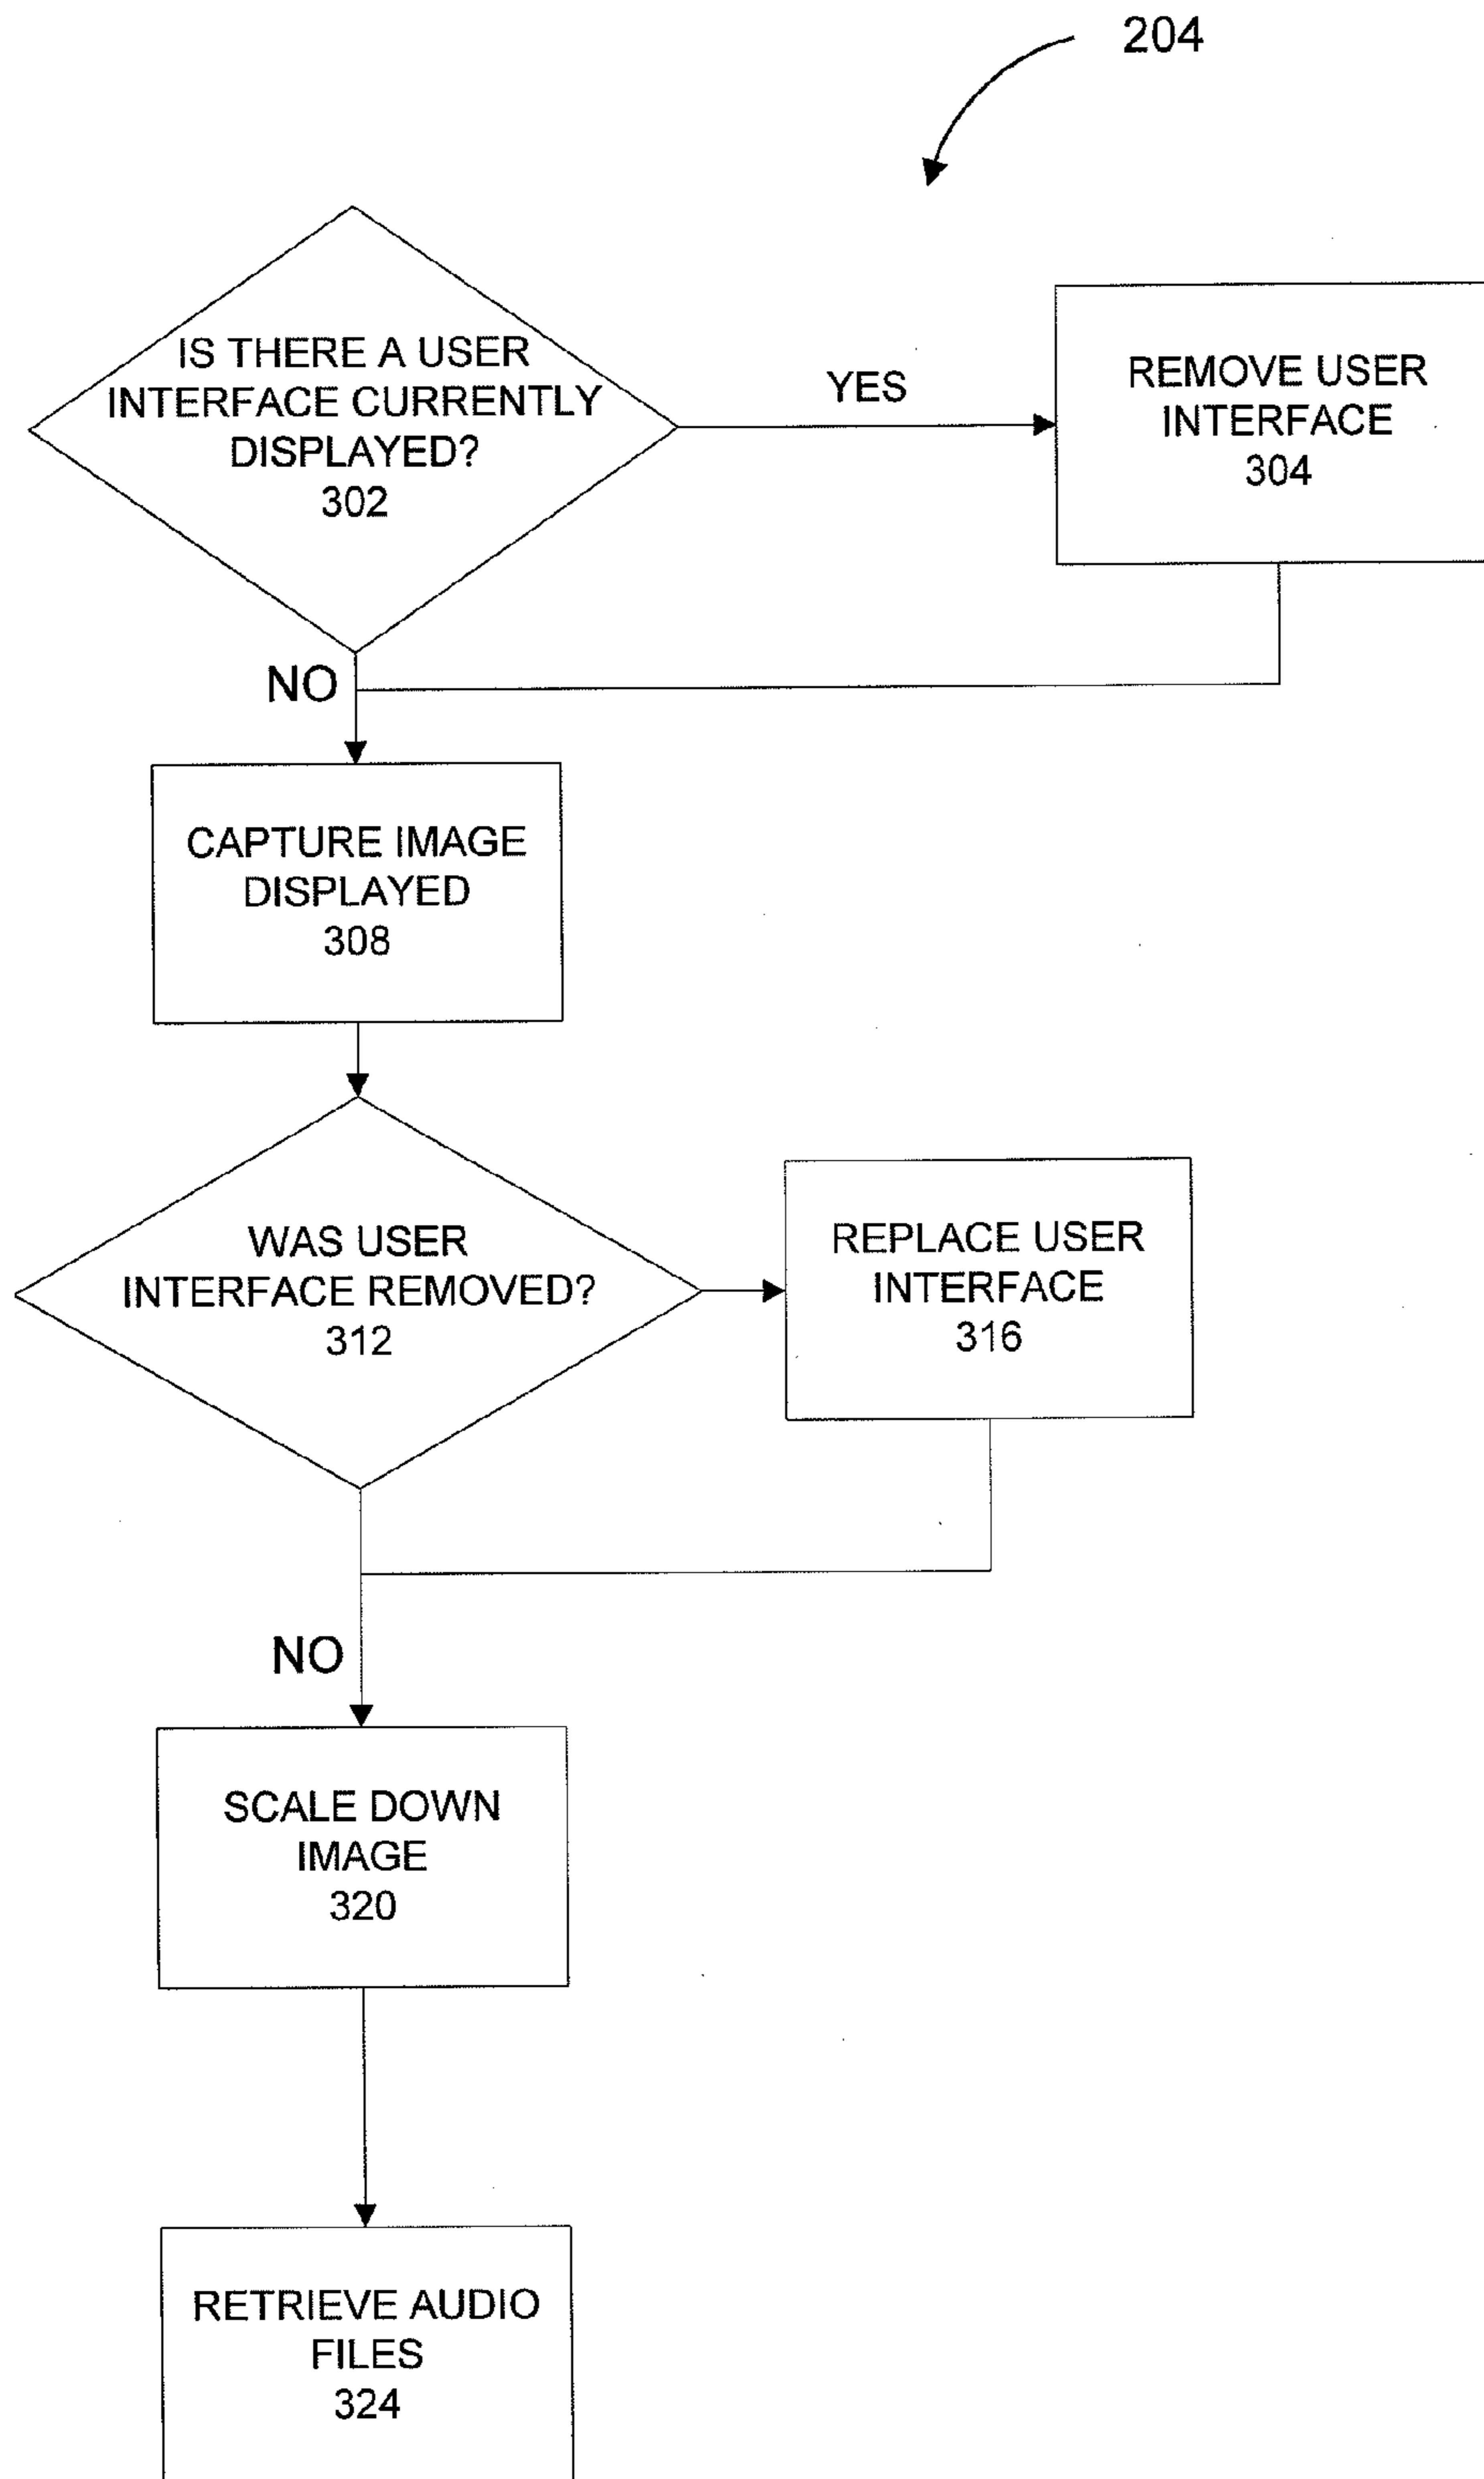 204
IS THERE A USER
INTERFACE CURRENTLY
DISPLAYED?
302
YES
REMOVE USER
INTERFACE
304
NO
CAPTURE IMAGE
DISPLAYED
308
WAS USER
INTERFACE REMOVED?
312
REPLACE USER
INTERFACE
316
NO
SCALE DOWN
IMAGE
320
RETRIEVE AUDIO
FILES
324